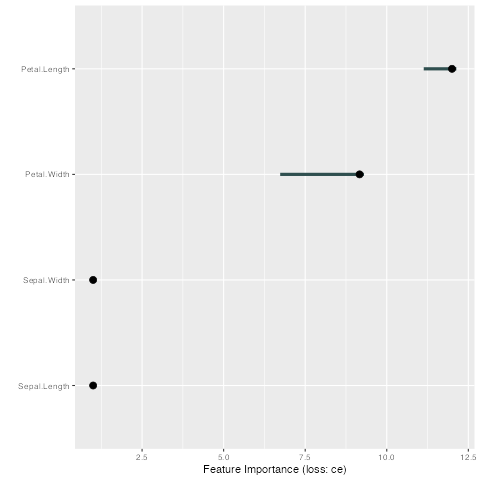 Petal.Length
Petal.Width
Sepal.Width
Sepal.Length
2.5 5.0 7.5 10.0 12.5
Feature Importance (loss: ce)